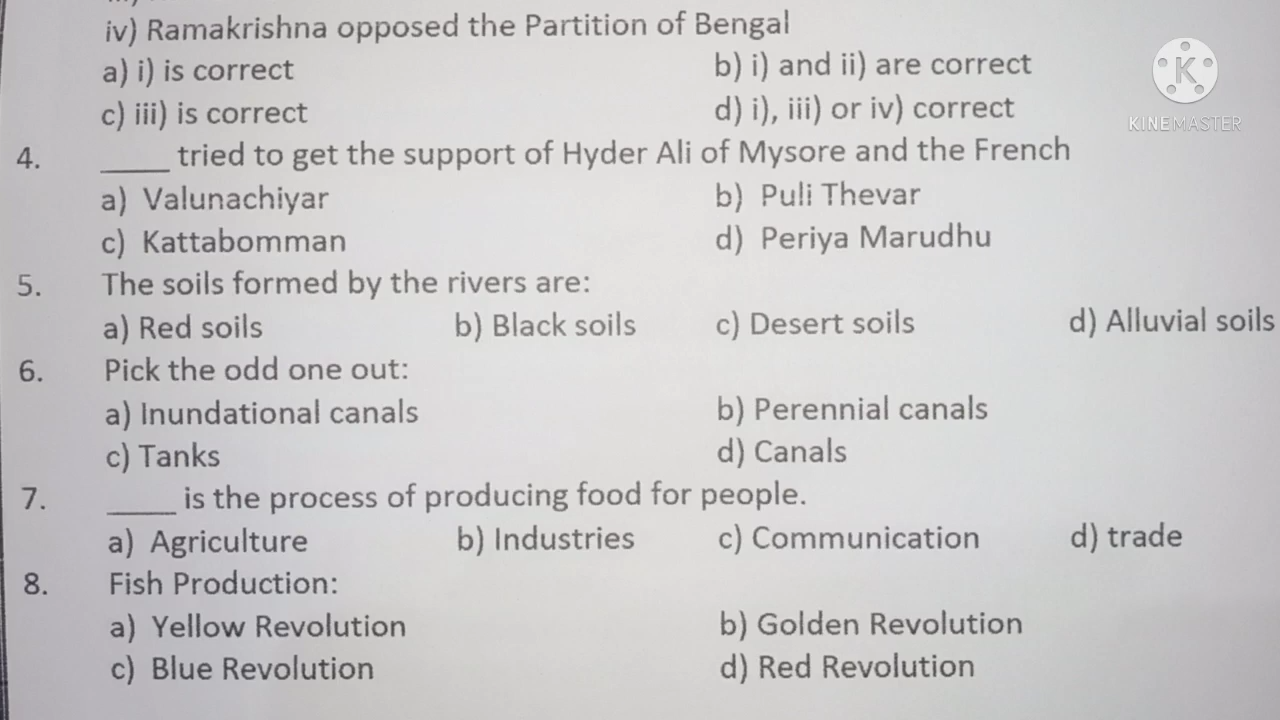 iv) Ramakrishna opposed the Partition of Bengal
a) i) is correct b) i) and ii) are correct
c) iii) is correct d) i), iii) or iv) correct
4. _____ tried to get the support of Hyder Ali of Mysore and the French
a) Valunachiyar b) Puli Thevar
c) Kattabomman d) Periya Marudhu
5. The soils formed by the rivers are:
a) Red soils b) Black soils c) Desert soils d) Alluvial soils
6. Pick the odd one out:
a) Inundational canals b) Perennial canals
c) Tanks d) Canals
7. _____ is the process of producing food for people.
a) Agriculture b) Industries c) Communication d) trade
8. Fish Production:
a) Yellow Revolution b) Golden Revolution
c) Blue Revolution d) Red Revolution
K
KINEMASTER